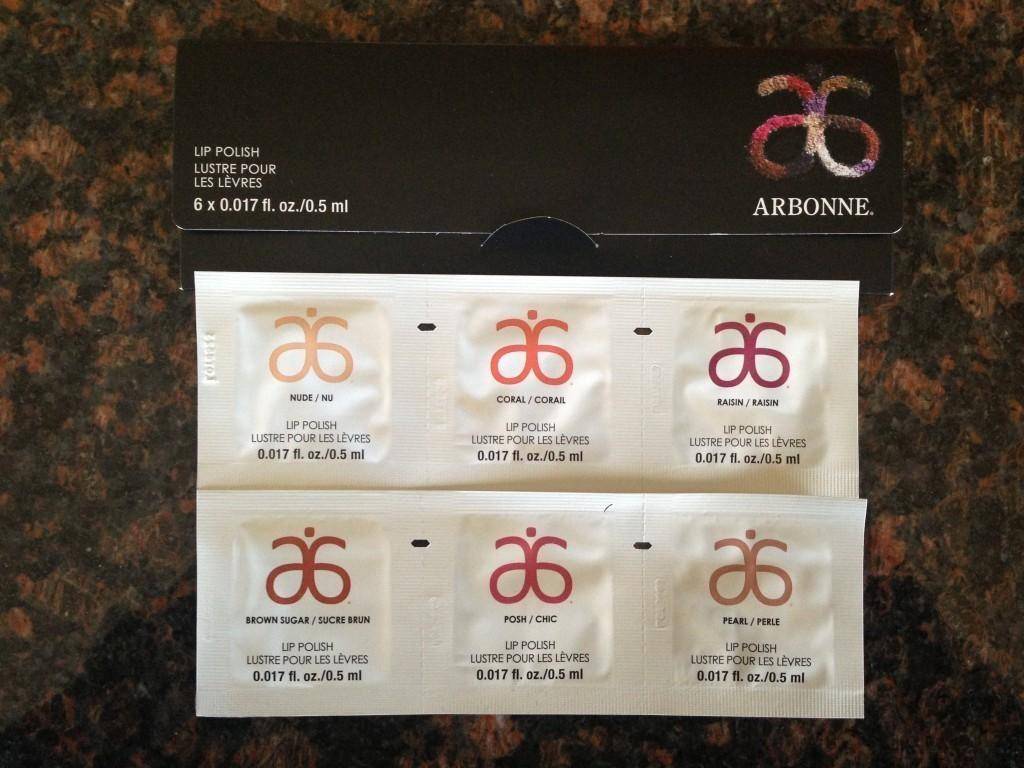 LIP POLISH
LUSTRE POUR
LES LÈVRES
6 x 0.017 fl. oz./0.5 ml
ARBONNE.
NUDE / NU
LIP POLISH
LUSTRE POUR LES LÈVRES
0.017 fl. oz./0.5 ml
CORAL / CORAIL
LIP POLISH
LUSTRE POUR LES LÈVRES
0.017 fl. oz./0.5 ml
RAISIN / RAISIN
LIP POLISH
LUSTRE POUR LES LÈVRES
0.017 fl. oz./0.5 ml
BROWN SUGAR / SUCRE BRUN
LIP POLISH
LUSTRE POUR LES LÈVRES
0.017 fl. oz./0.5 ml
POSH / CHIC
LIP POLISH
LUSTRE POUR LES LÈVRES
0.017 fl. oz./0.5 ml
PEARL / PERLE
LIP POLISH
LUSTRE POUR LES LÈVRES
0.017 fl. oz./0.5 ml